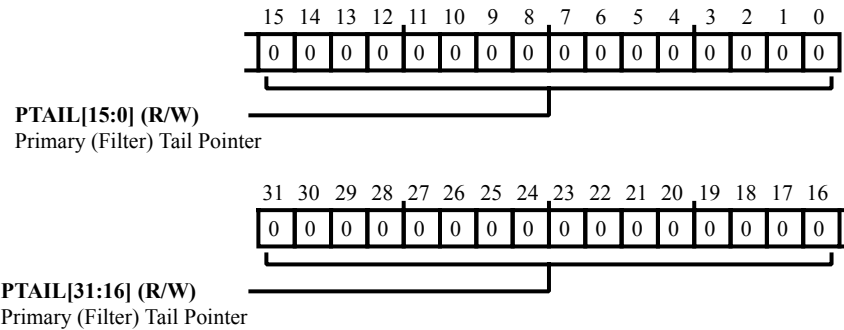 15 14 13 12 11 10 9 8 7 6 5 4 3 2 1 0
0 0 0 0 0 0 0 0 0 0 0 0 0 0 0 0
PTAIL[15:0] (R/W)
Primary (Filter) Tail Pointer
31 30 29 28 27 26 25 24 23 22 21 20 19 18 17 16
0 0 0 0 0 0 0 0 0 0 0 0 0 0 0 0
PTAIL[31:16] (R/W)
Primary (Filter) Tail Pointer